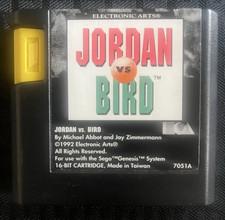 ELECTRONIC ARTS®
JORDAN
vs
BIRD™
JORDAN vs. BIRD
By Michael Abbot and Jay Zimmermann
©1992 Electronic Arts®
All Rights Reserved.
For use with the Sega™Genesis™ System
16-BIT CARTRIDGE, Made in Taiwan 7051A